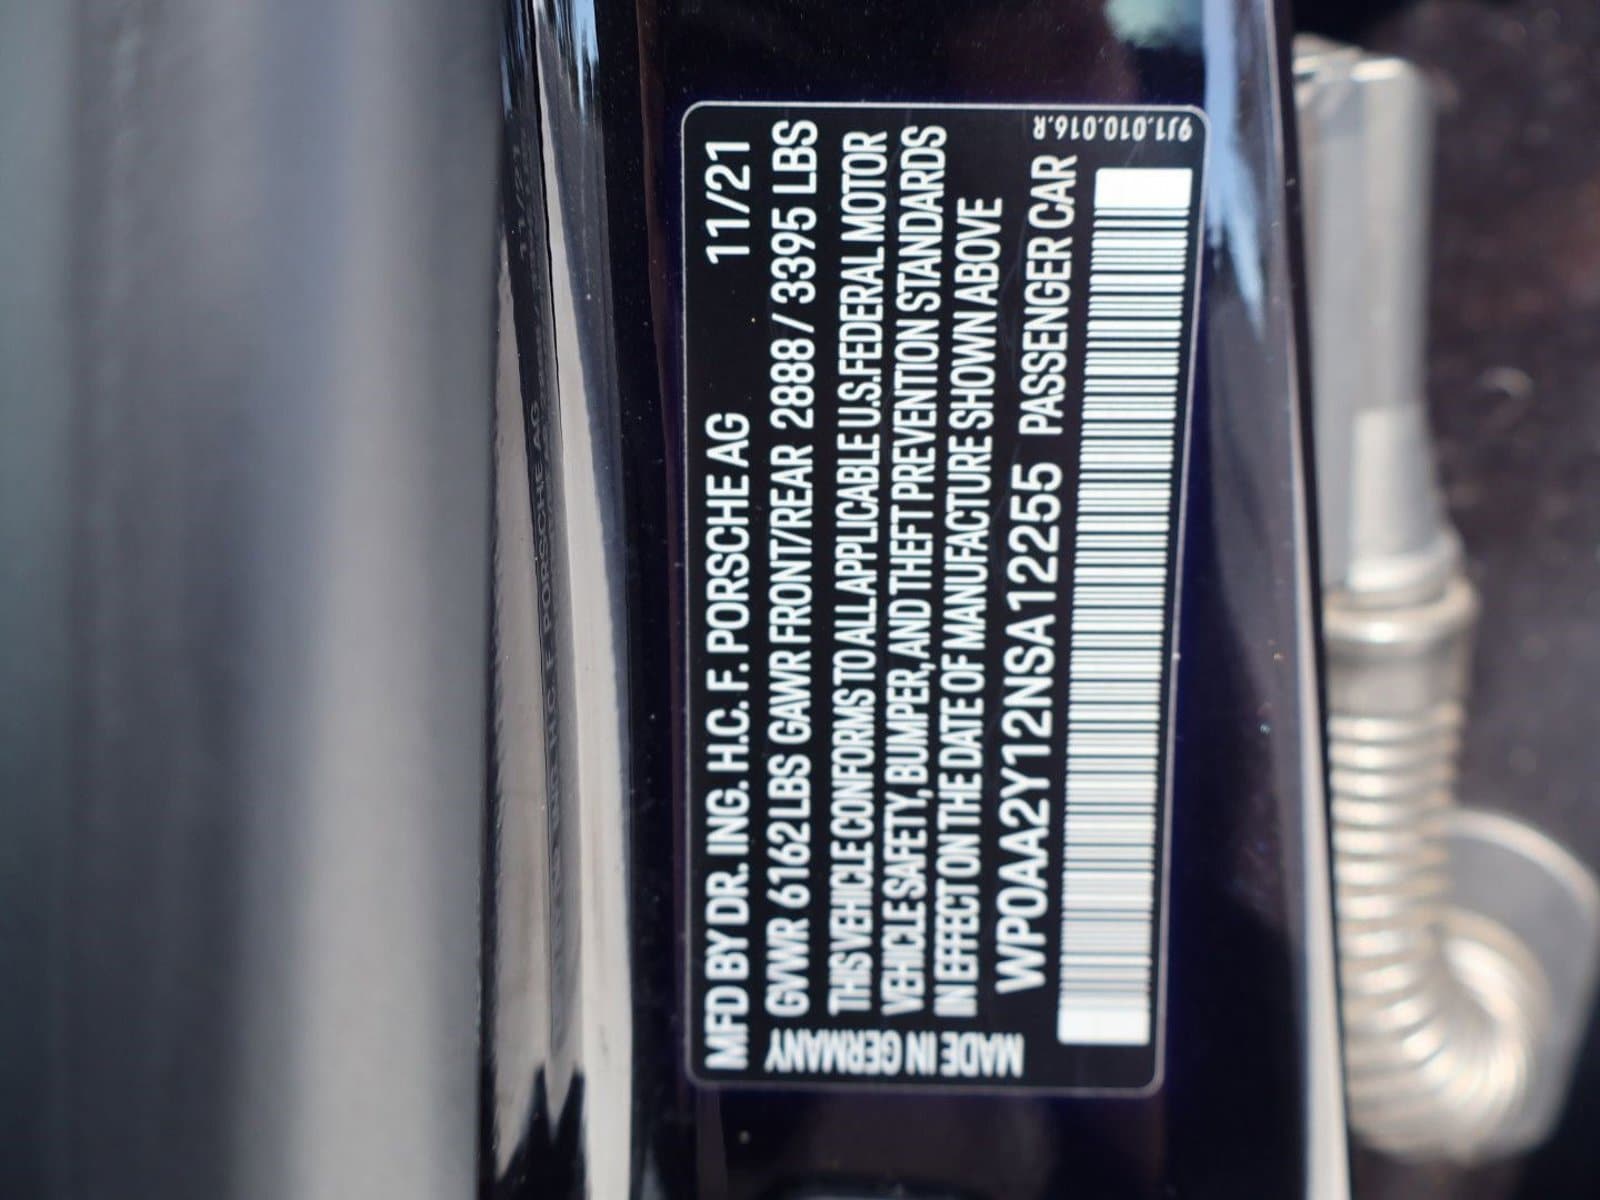 MFD BY DR. ING. H.C. F. PORSCHE AG 11/21
GVWR 6162LBS GAWR FRONT/REAR 2888 / 3395 LBS
THIS VEHICLE CONFORMS TO ALL APPLICABLE U.S.FEDERAL MOTOR
VEHICLE SAFETY, BUMPER, AND THEFT PREVENTION STANDARDS
IN EFFECT ON THE DATE OF MANUFACTURE SHOWN ABOVE
WP0AA2Y12NSA12255 PASSENGER CAR
MADE IN GERMANY
9J1.010.016.R